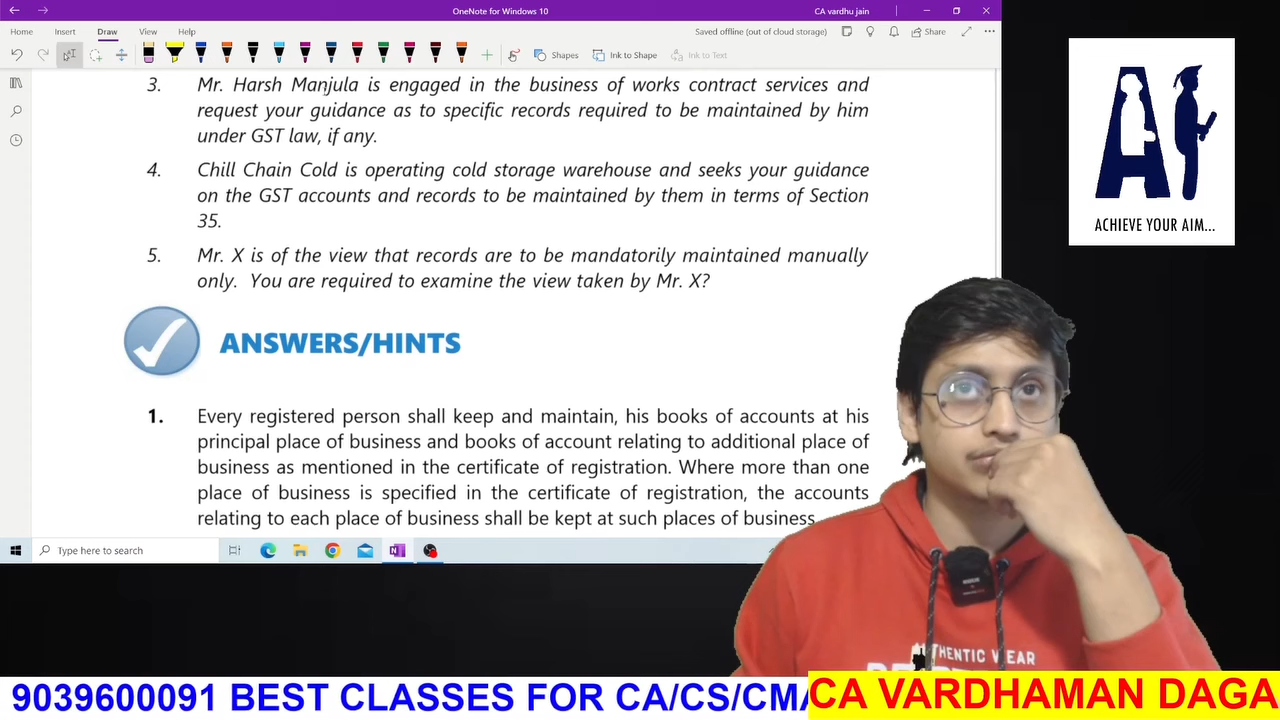 OneNote for Windows 10
CA vardhu jain
Home Insert Draw View Help
Saved offline (out of cloud storage) Share
Shapes Ink to Shape Ink to Text
3. Mr. Harsh Manjula is engaged in the business of works contract services and
request your guidance as to specific records required to be maintained by him
under GST law, if any.
4. Chill Chain Cold is operating cold storage warehouse and seeks your guidance
on the GST accounts and records to be maintained by them in terms of Section
35.
5. Mr. X is of the view that records are to be mandatorily maintained manually
only. You are required to examine the view taken by Mr. X?
ANSWERS/HINTS
1. Every registered person shall keep and maintain, his books of accounts at his
principal place of business and books of account relating to additional place of
business as mentioned in the certificate of registration. Where more than one
place of business is specified in the certificate of registration, the accounts
relating to each place of business shall be kept at such places of business.
Type here to search
ACHIEVE YOUR AIM...
THENTIC WEAR
9039600091 BEST CLASSES FOR CA/CS/CMA
CA VARDHAMAN DAGA